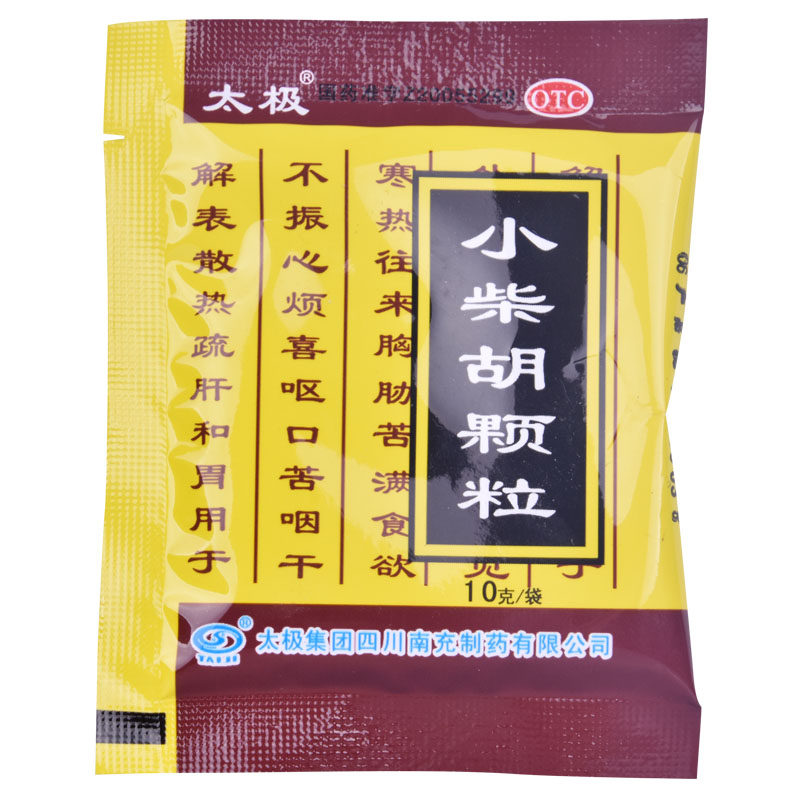 太极®
OTC
小柴胡颗粒
寒热往来胸胁苦满食欲
不振心烦喜呕口苦咽干
解表散热疏肝和胃用于
10克/袋
TAIJI®
太极集团四川南充制药有限公司